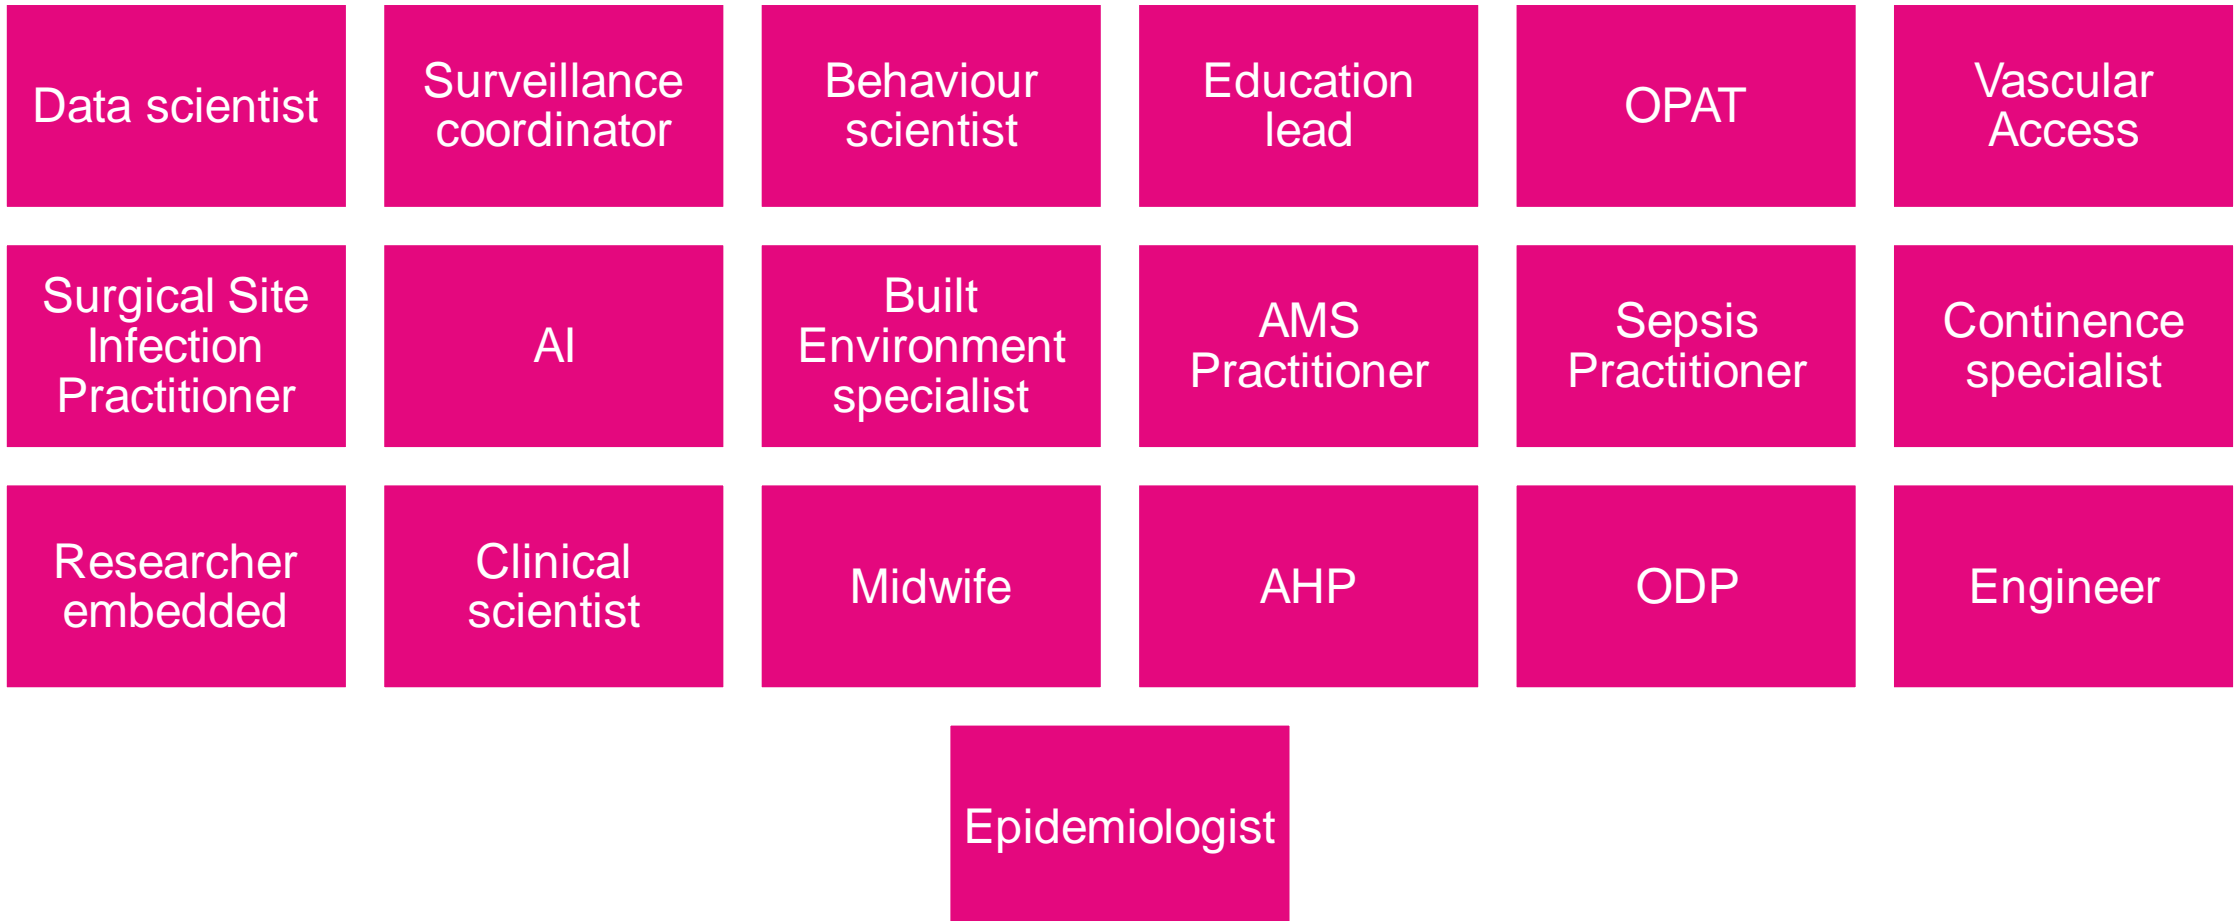 Data scientist
Surveillance
coordinator
Behaviour
scientist
Education
lead
OPAT
Vascular
Access
Surgical Site
Infection
Practitioner
AI
Built
Environment
specialist
AMS
Practitioner
Sepsis
Practitioner
Continence
specialist
Researcher
embedded
Clinical
scientist
Midwife
AHP
ODP
Engineer
Epidemiologist